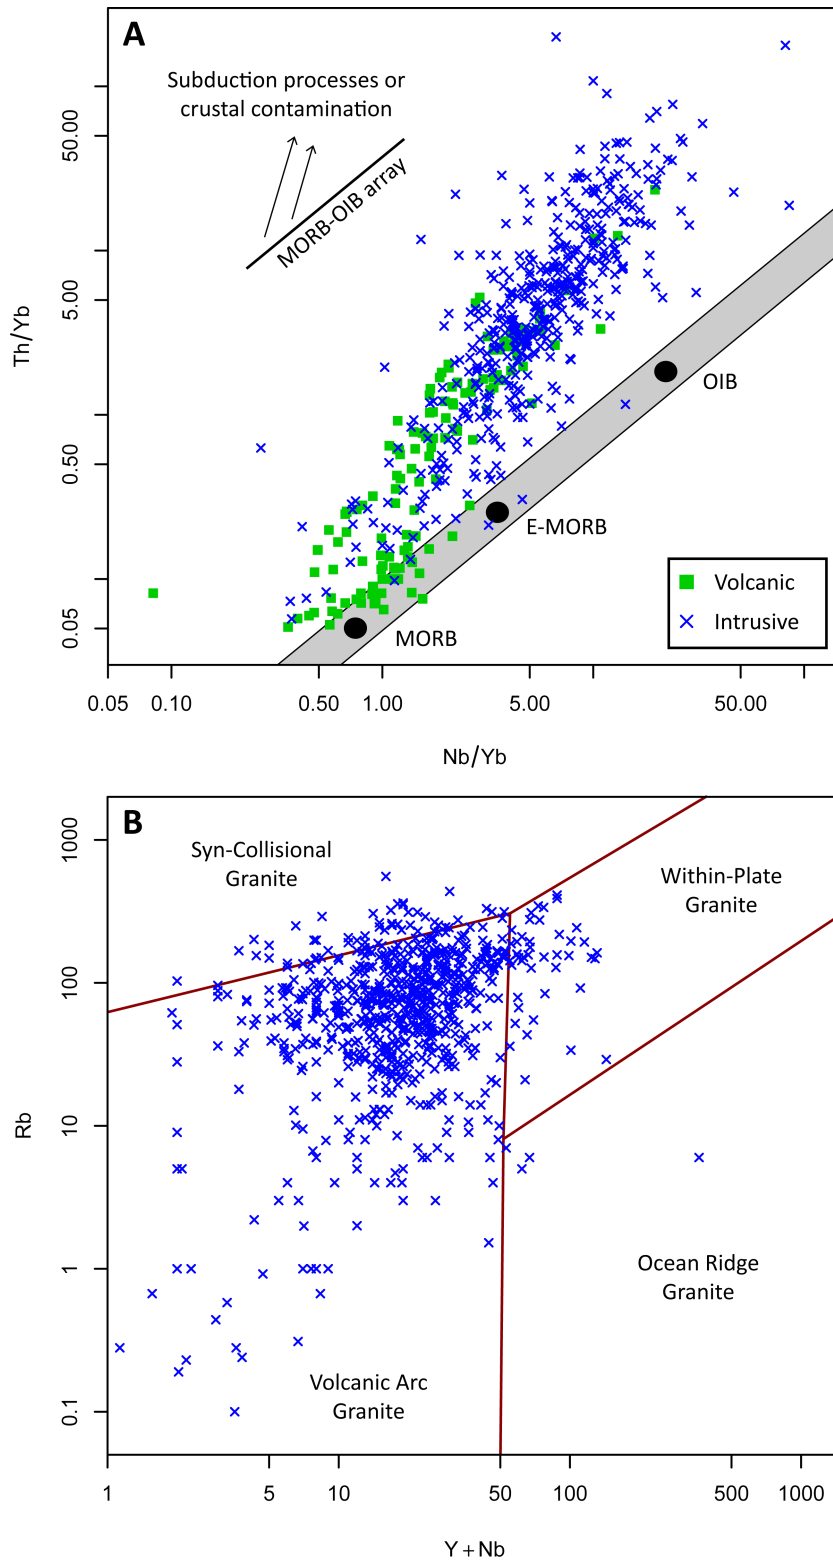 A
Subduction processes or
crustal contamination
MORB-OIB array
50.00
5.00
0.50
0.05
Th/Yb
OIB
E-MORB
MORB
Volcanic
Intrusive
0.05
0.10
0.50
1.00
5.00
50.00
Nb/Yb
B
Syn-Collisional
Granite
Within-Plate
Granite
1000
100
10
1
0.1
Rb
Ocean Ridge
Granite
Volcanic Arc
Granite
1
5
10
50
100
500
1000
Y + Nb